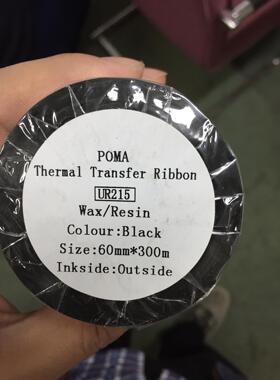 POMA
Thermal Transfer Ribbon
UR215
Wax/Resin
Colour:Black
Size:60mm*300m
Inkside:Outside